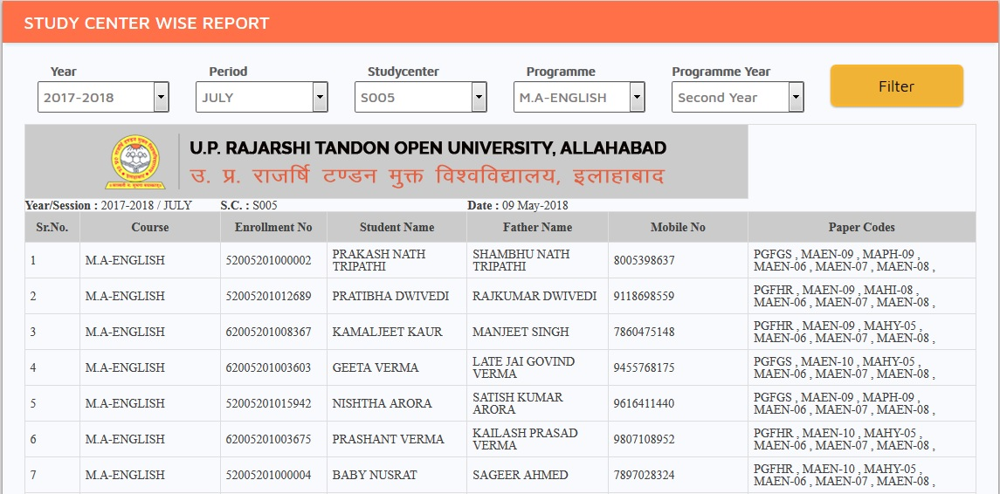 STUDY CENTER WISE REPORT
Year Period Studycenter Programme Programme Year
2017-2018 JULY S005 M.A-ENGLISH Second Year Filter
U.P. RAJARSHI TANDON OPEN UNIVERSITY, ALLAHABAD
उ. प्र. राजर्षि टण्डन मुक्त विश्वविद्यालय, इलाहाबाद
Year/Session : 2017-2018 / JULY S.C. : S005 Date : 09 May-2018
Sr.No. Course Enrollment No Student Name Father Name Mobile No Paper Codes
1 M.A-ENGLISH 52005201000002 PRAKASH NATH TRIPATHI SHAMBHU NATH TRIPATHI 8005398637 PGFGS , MAEN-09 , MAPH-09 , MAEN-06 , MAEN-07 , MAEN-08 ,
2 M.A-ENGLISH 52005201012689 PRATIBHA DWIVEDI RAJKUMAR DWIVEDI 9118698559 PGFHR , MAEN-09 , MAHI-08 , MAEN-06 , MAEN-07 , MAEN-08 ,
3 M.A-ENGLISH 62005201008367 KAMALJEET KAUR MANJEET SINGH 7860475148 PGFHR , MAEN-09 , MAHY-05 , MAEN-06 , MAEN-07 , MAEN-08 ,
4 M.A-ENGLISH 62005201003603 GEETA VERMA LATE JAI GOVIND VERMA 9455768175 PGFGS , MAEN-10 , MAHY-05 , MAEN-06 , MAEN-07 , MAEN-08 ,
5 M.A-ENGLISH 52005201015942 NISHTHA ARORA SATISH KUMAR ARORA 9616411440 PGFGS , MAEN-09 , MAPH-09 , MAEN-06 , MAEN-07 , MAEN-08 ,
6 M.A-ENGLISH 62005201003675 PRASHANT VERMA KAILASH PRASAD VERMA 9807108952 PGFHR , MAEN-10 , MAHY-05 , MAEN-06 , MAEN-07 , MAEN-08 ,
7 M.A-ENGLISH 52005201000004 BABY NUSRAT SAGEER AHMED 7897028324 PGFHR , MAEN-10 , MAHY-05 , MAEN-06 , MAEN-07 , MAEN-08 ,